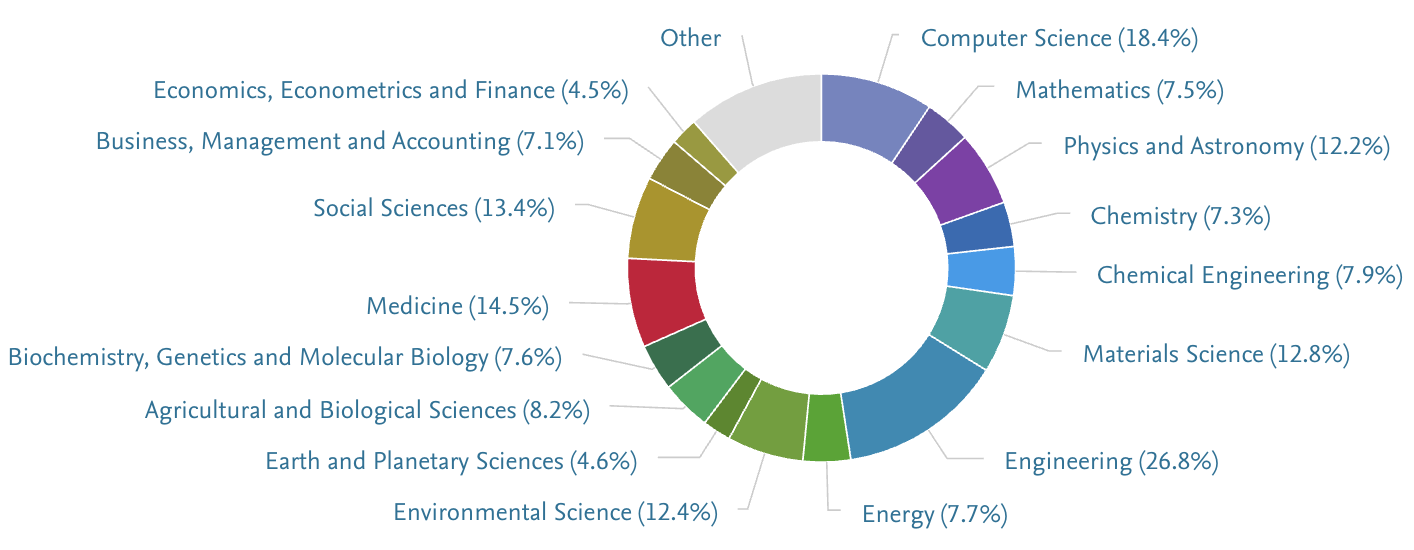 Other
Computer Science (18.4%)
Economics, Econometrics and Finance (4.5%)
Mathematics (7.5%)
Business, Management and Accounting (7.1%)
Physics and Astronomy (12.2%)
Social Sciences (13.4%)
Chemistry (7.3%)
Chemical Engineering (7.9%)
Medicine (14.5%)
Materials Science (12.8%)
Biochemistry, Genetics and Molecular Biology (7.6%)
Agricultural and Biological Sciences (8.2%)
Earth and Planetary Sciences (4.6%)
Engineering (26.8%)
Environmental Science (12.4%)
Energy (7.7%)